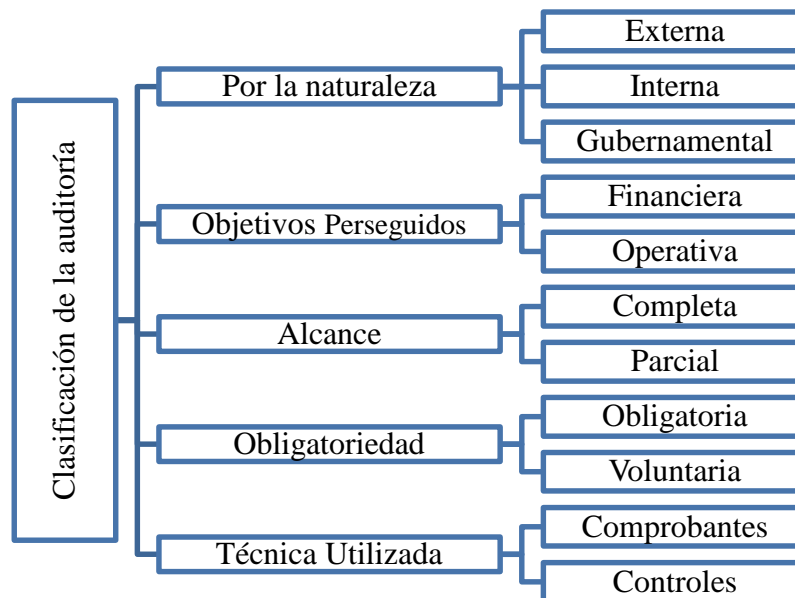 Clasificación de la auditoría
Por la naturaleza
Externa
Interna
Gubernamental
Objetivos Perseguidos
Financiera
Operativa
Alcance
Completa
Parcial
Obligatoriedad
Obligatoria
Voluntaria
Técnica Utilizada
Comprobantes
Controles